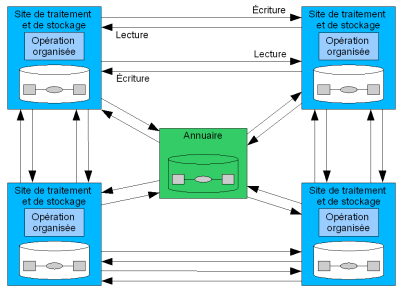 Site de traitement
et de stockage
Opération
organisée
Écriture
Lecture
Lecture
Écriture
Site de traitement
et de stockage
Opération
organisée
Annuaire
Site de traitement
et de stockage
Opération
organisée
Site de traitement
et de stockage
Opération
organisée